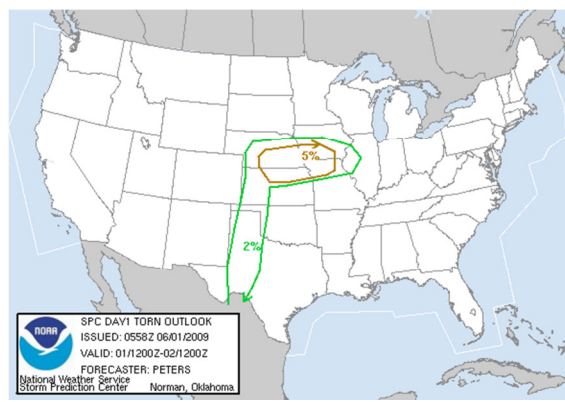 5%
2%
NOAA
SPC DAY1 TORN OUTLOOK
ISSUED: 0558Z 06/01/2009
VALID: 01/1200Z-02/1200Z
FORECASTER: PETERS
National Weather Service
Storm Prediction Center Norman, Oklahoma